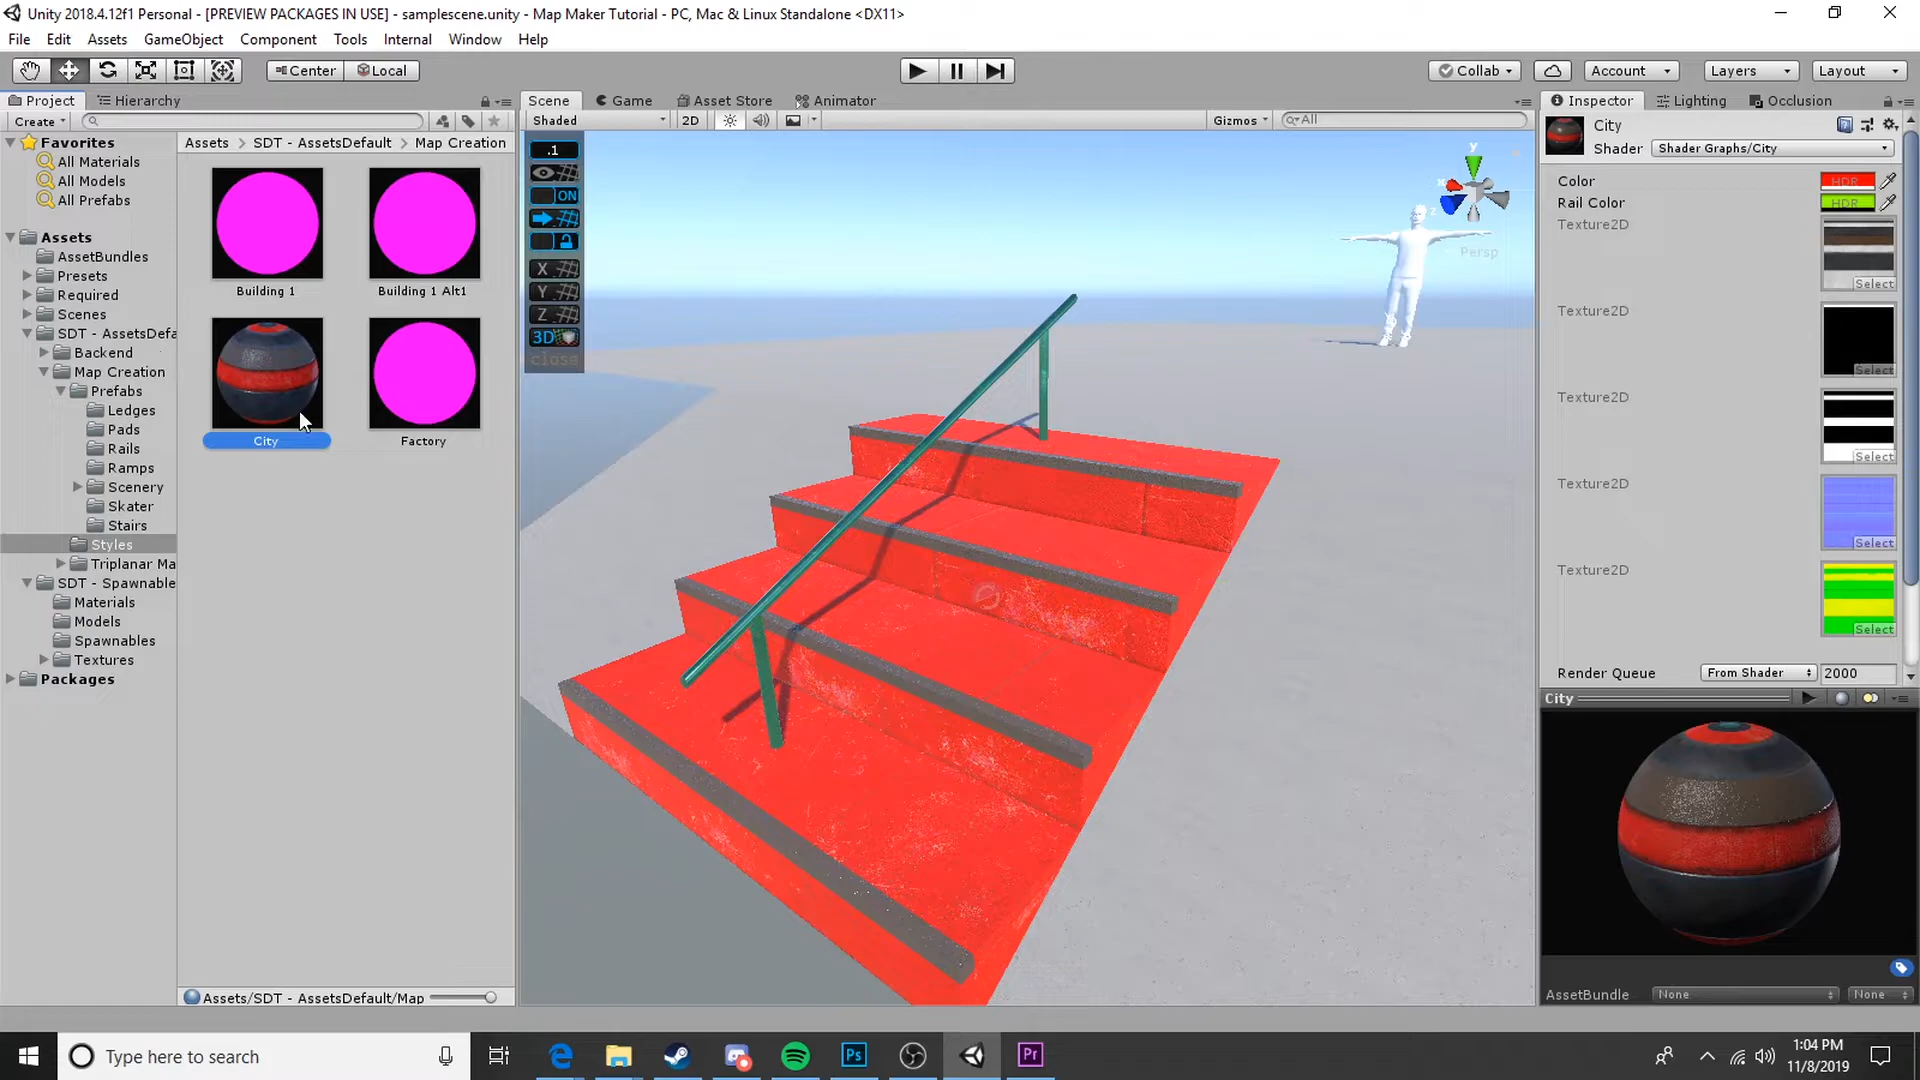 Unity 2018.4.12f1 Personal - [PREVIEW PACKAGES IN USE] - samplescene.unity - Map Maker Tutorial - PC, Mac & Linux Standalone <DX11>
File Edit Assets GameObject Component Tools Internal Window Help
Center Local Collab Account Layers Layout
Project Hierarchy
Create
Favorites
All Materials
All Models
All Prefabs
Assets
AssetBundles
Presets
Required
Scenes
SDT - AssetsDefa
Backend
Map Creation
Prefabs
Ledges
Pads
Rails
Ramps
Scenery
Skater
Stairs
Styles
Triplanar Ma
SDT - Spawnable
Materials
Models
Spawnables
Textures
Packages
Assets SDT - AssetsDefault Map Creation
Building 1
Building 1 Alt1
City
Factory
Assets/SDT - AssetsDefault/Map
Scene Game Asset Store Animator
Shaded 2D Gizmos All
.1
ON
X
Y
Z
3D
close
y
x
z
Persp
Inspector Lighting Occlusion
City
Shader Shader Graphs/City
Color HDR
Rail Color HDR
Texture2D
Select
Texture2D
Select
Texture2D
Select
Texture2D
Select
Texture2D
Select
Render Queue From Shader 2000
City
AssetBundle None None
Type here to search
Ps
Pr
1:04 PM
11/8/2019